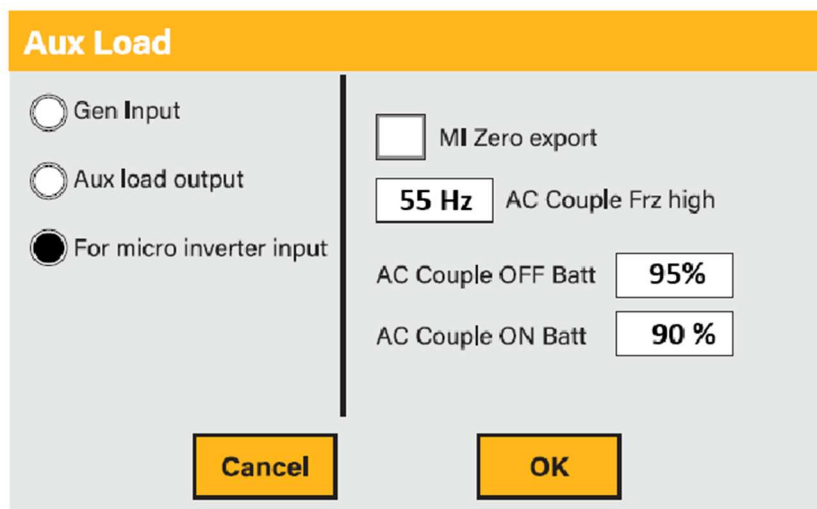 Aux Load
Gen Input
Aux load output
For micro inverter input
MI Zero export
55 Hz AC Couple Frz high
AC Couple OFF Batt 95%
AC Couple ON Batt 90 %
Cancel OK